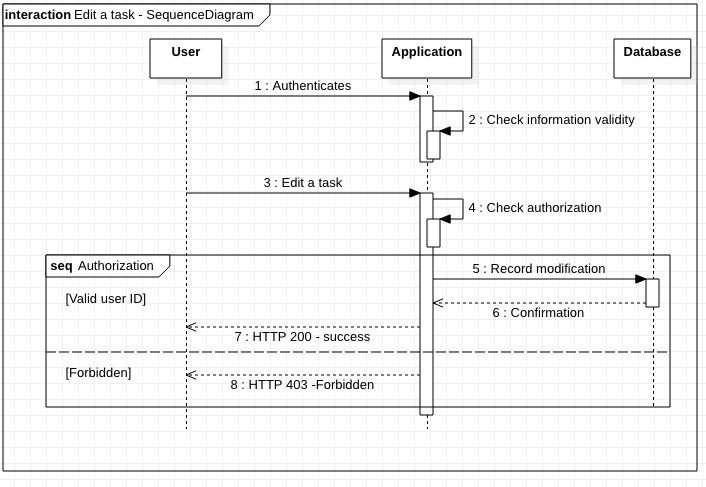 interaction Edit a task - SequenceDiagram
User
Application
Database
1 : Authenticates
2 : Check information validity
3 : Edit a task
4 : Check authorization
seq Authorization
5 : Record modification
[Valid user ID]
6 : Confirmation
7 : HTTP 200 - success
[Forbidden]
8 : HTTP 403 -Forbidden